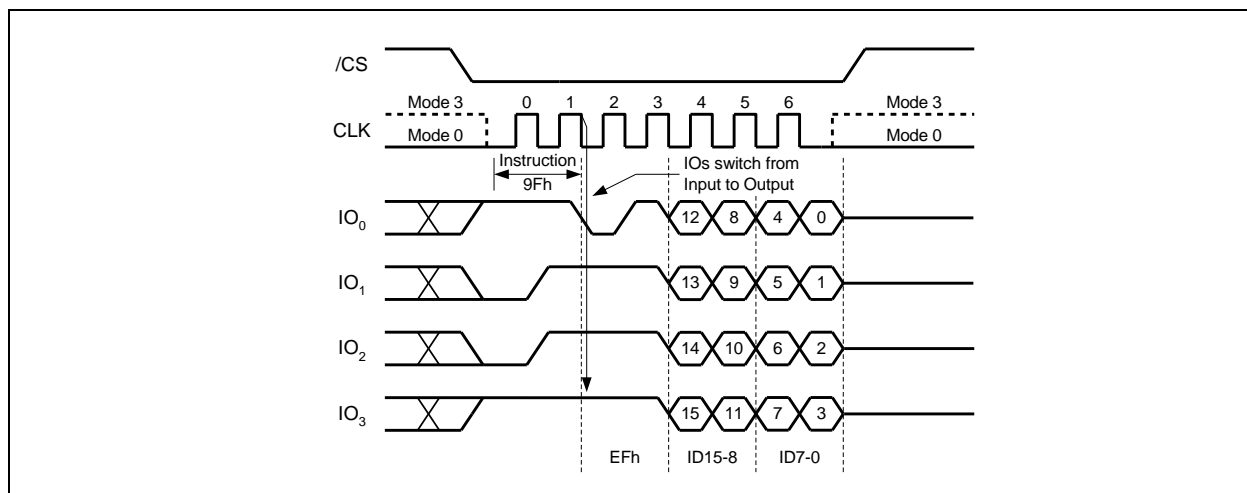 /CS
Mode 3 0 1 2 3 4 5 6 Mode 3
CLK Mode 0 Mode 0
Instruction IOs switch from
9Fh Input to Output
IO0 12 8 4 0
IO1 13 9 5 1
IO2 14 10 6 2
IO3 15 11 7 3
EFh ID15-8 ID7-0